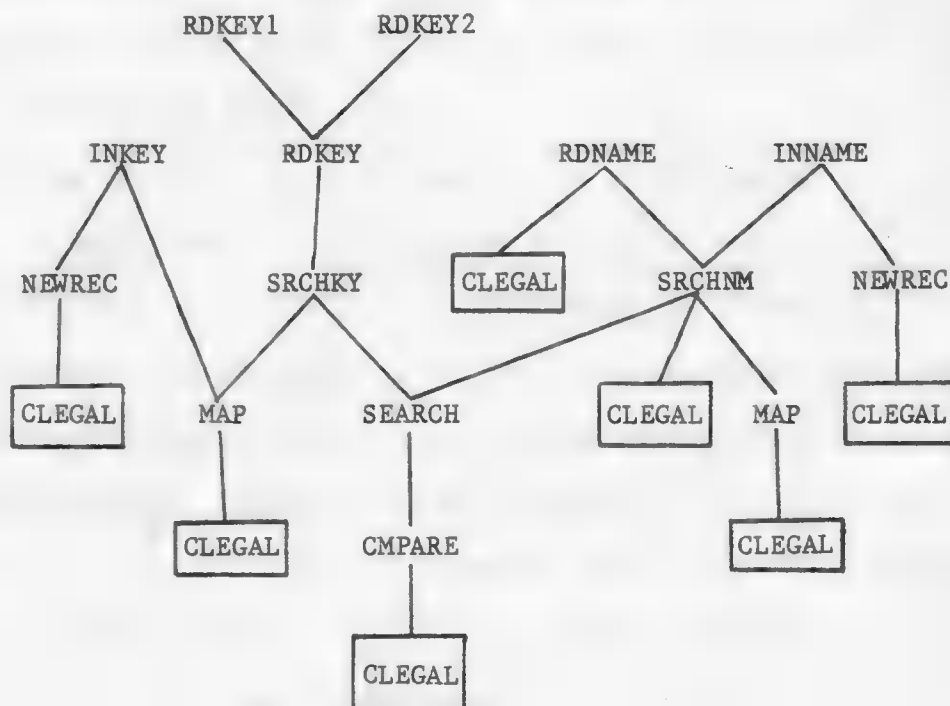 RDKEY1 RDKEY2
INKEY RDKEY RDNAME INNAME
NEWREC SRCHKY CLEGAL SRCHNM NEWREC
CLEGAL MAP SEARCH CLEGAL MAP CLEGAL
CLEGAL CMPARE CLEGAL
CLEGAL